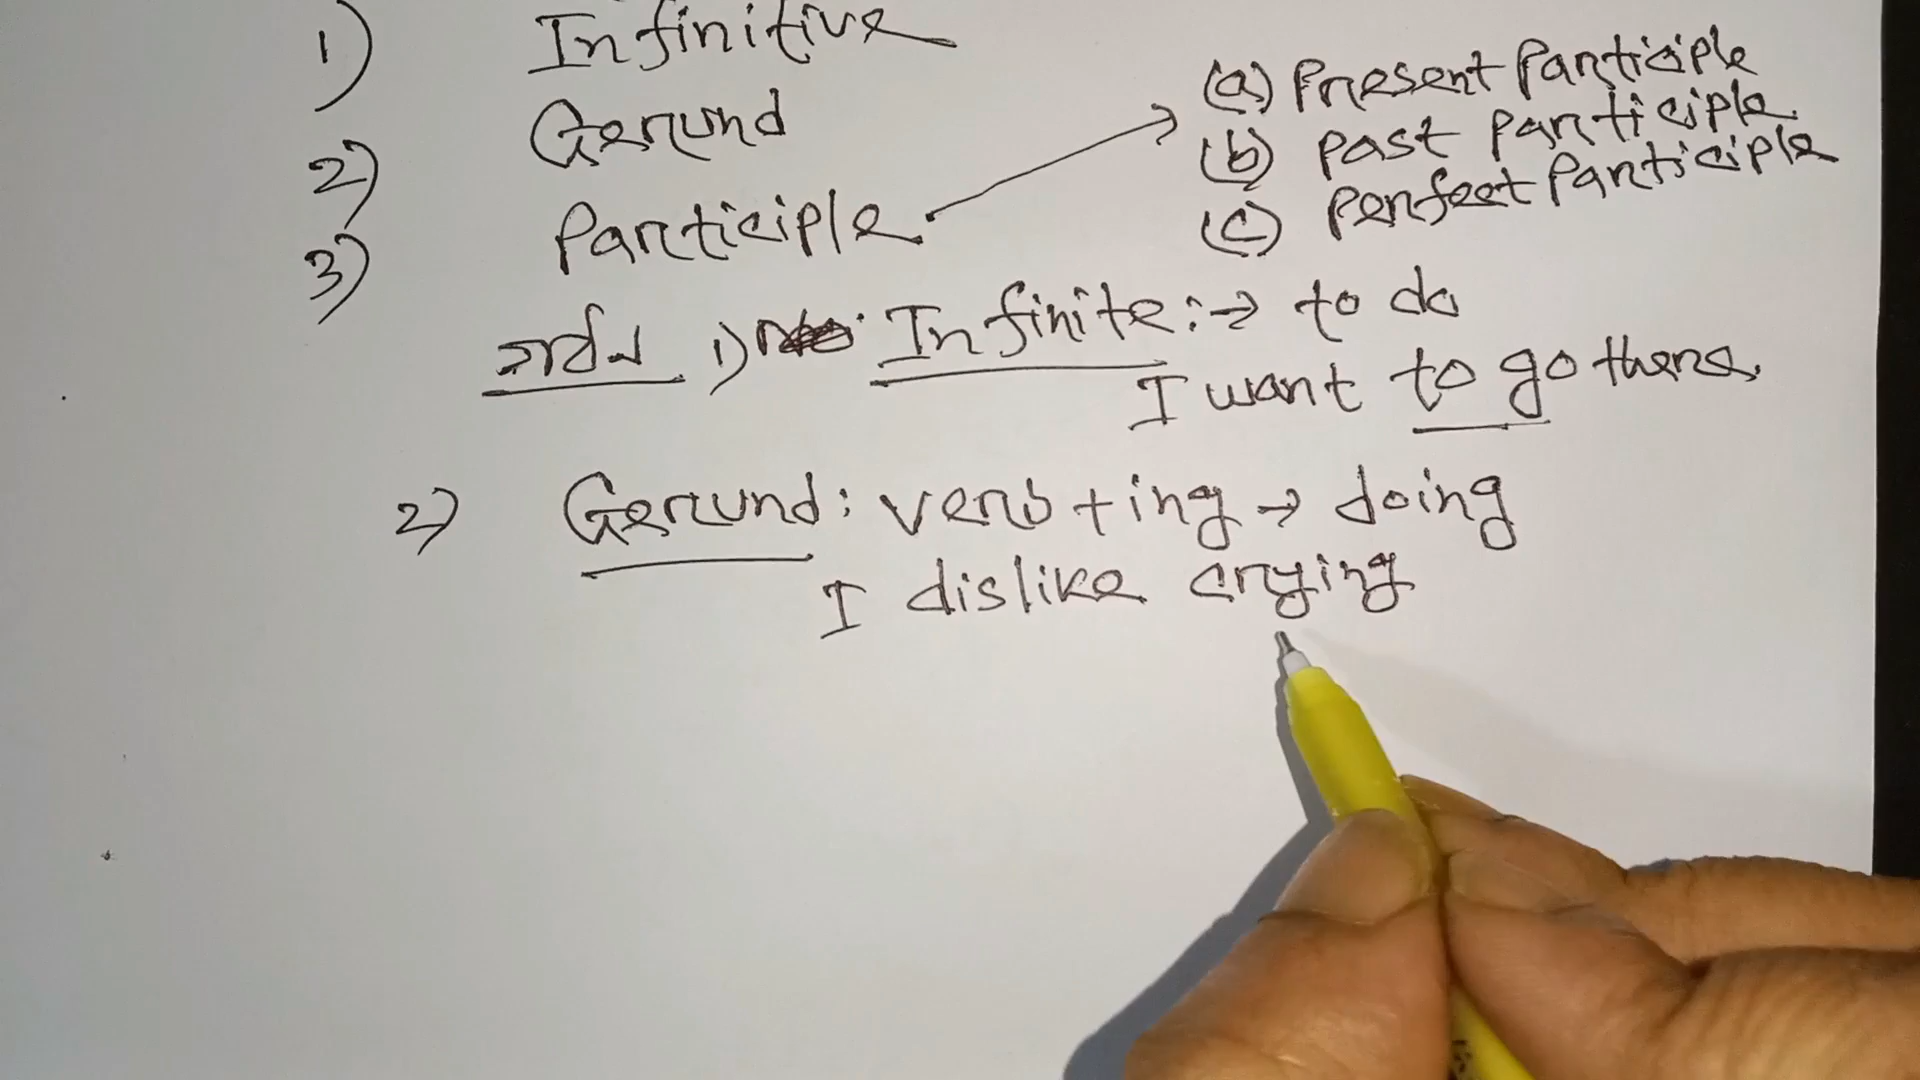 1) Infinitive
2) Gerund
3) Participle
(a) Present Participle
(b) Past Participle
(c) Perfect Participle
গঠন 1) Infinite :→ to do
I want to go there.
2) Gerund : verb + ing → doing
I dislike crying